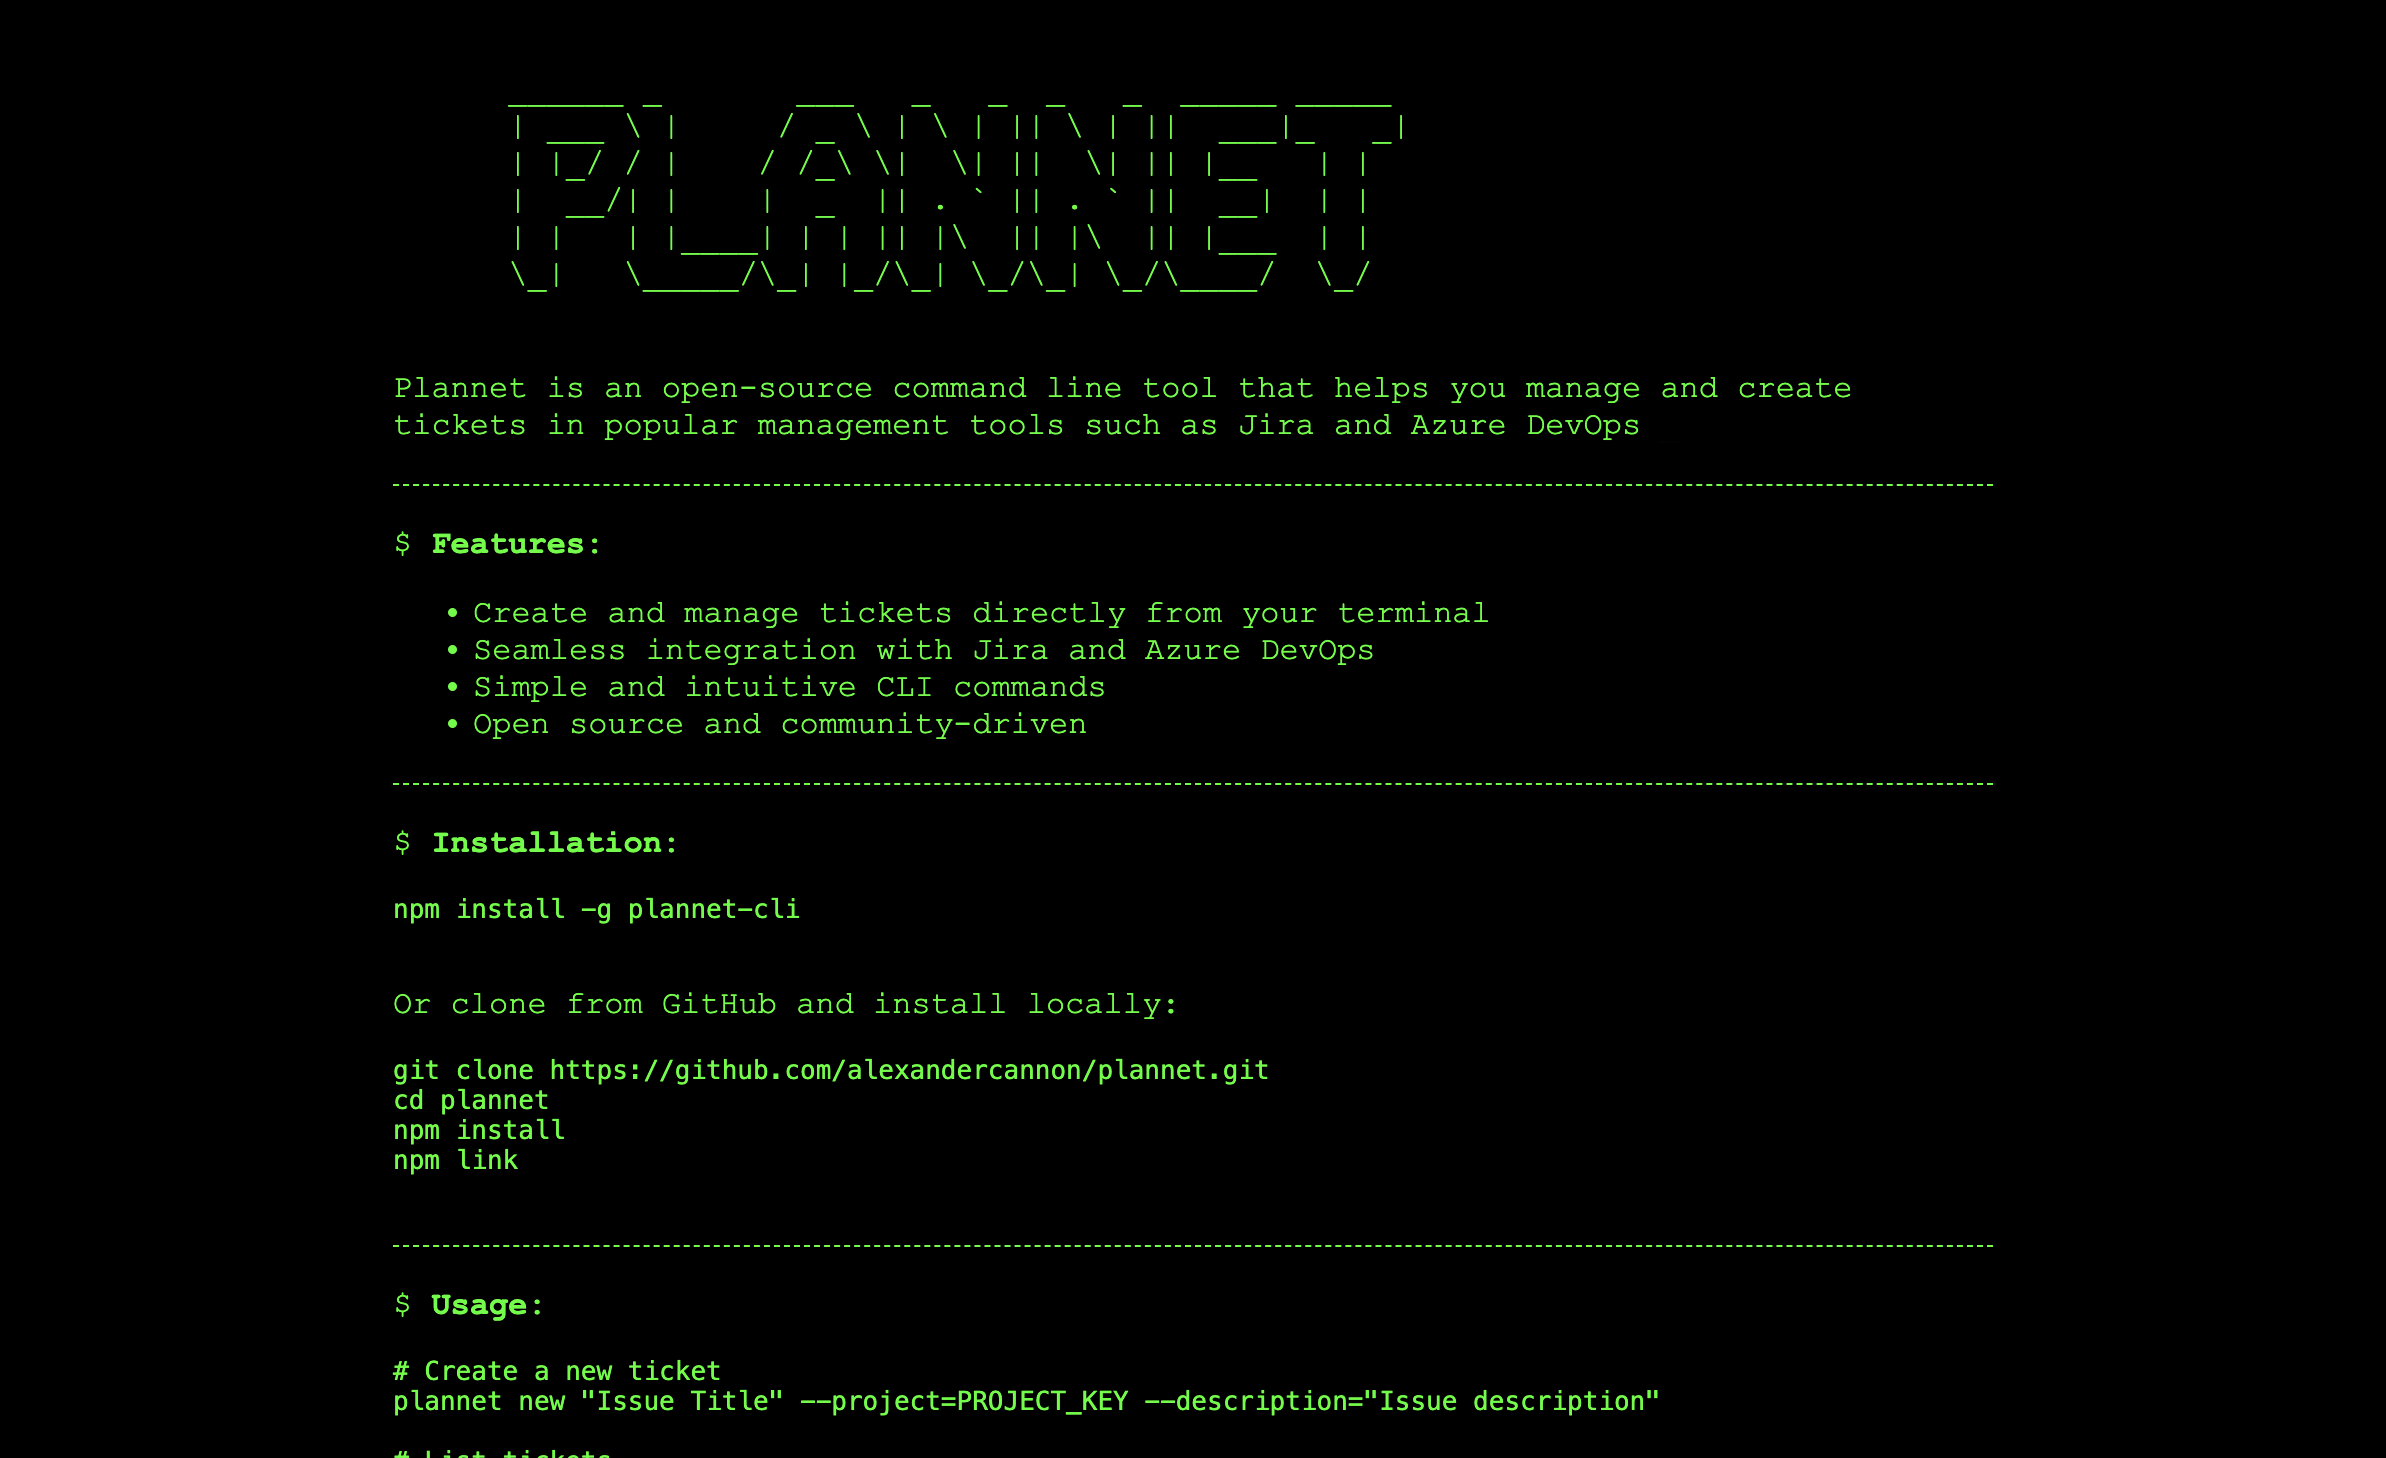 PLANNET
Plannet is an open-source command line tool that helps you manage and create
tickets in popular management tools such as Jira and Azure DevOps
$ Features:
• Create and manage tickets directly from your terminal
• Seamless integration with Jira and Azure DevOps
• Simple and intuitive CLI commands
• Open source and community-driven
$ Installation:
npm install -g plannet-cli
Or clone from GitHub and install locally:
git clone https://github.com/alexandercannon/plannet.git
cd plannet
npm install
npm link
$ Usage:
# Create a new ticket
plannet new "Issue Title" --project=PROJECT_KEY --description="Issue description"
# List tickets